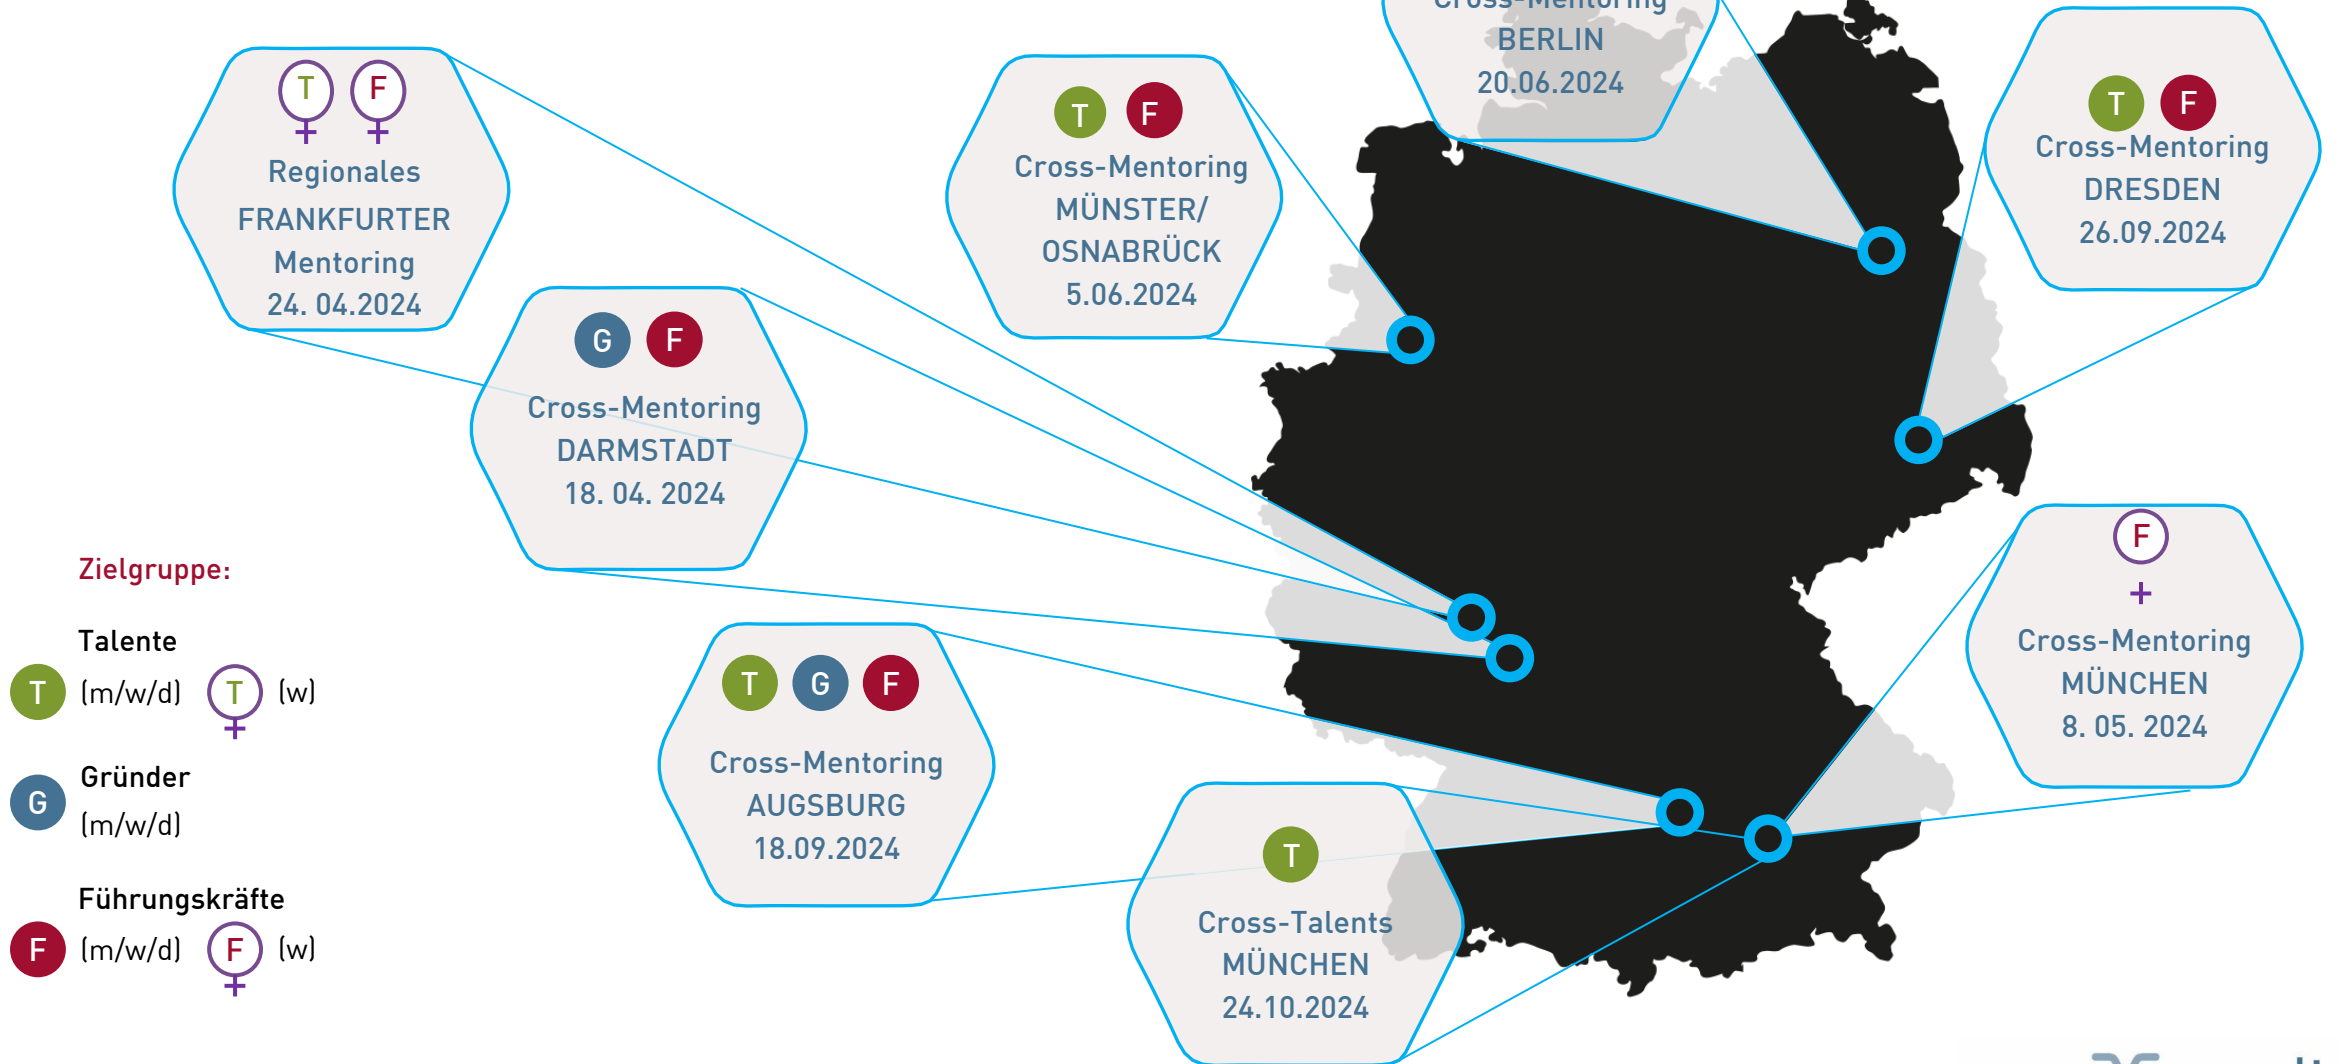 Cross-Mentoring
BERLIN
20.06.2024
T F
Regionales
FRANKFURTER
Mentoring
24. 04.2024
T F
Cross-Mentoring
MÜNSTER/
OSNABRÜCK
5.06.2024
T F
Cross-Mentoring
DRESDEN
26.09.2024
G F
Cross-Mentoring
DARMSTADT
18. 04. 2024
F
Cross-Mentoring
MÜNCHEN
8. 05. 2024
T G F
Cross-Mentoring
AUGSBURG
18.09.2024
T
Cross-Talents
MÜNCHEN
24.10.2024
Zielgruppe:
Talente
T (m/w/d) T (w)
Gründer
G (m/w/d)
Führungskräfte
F (m/w/d) F (w)